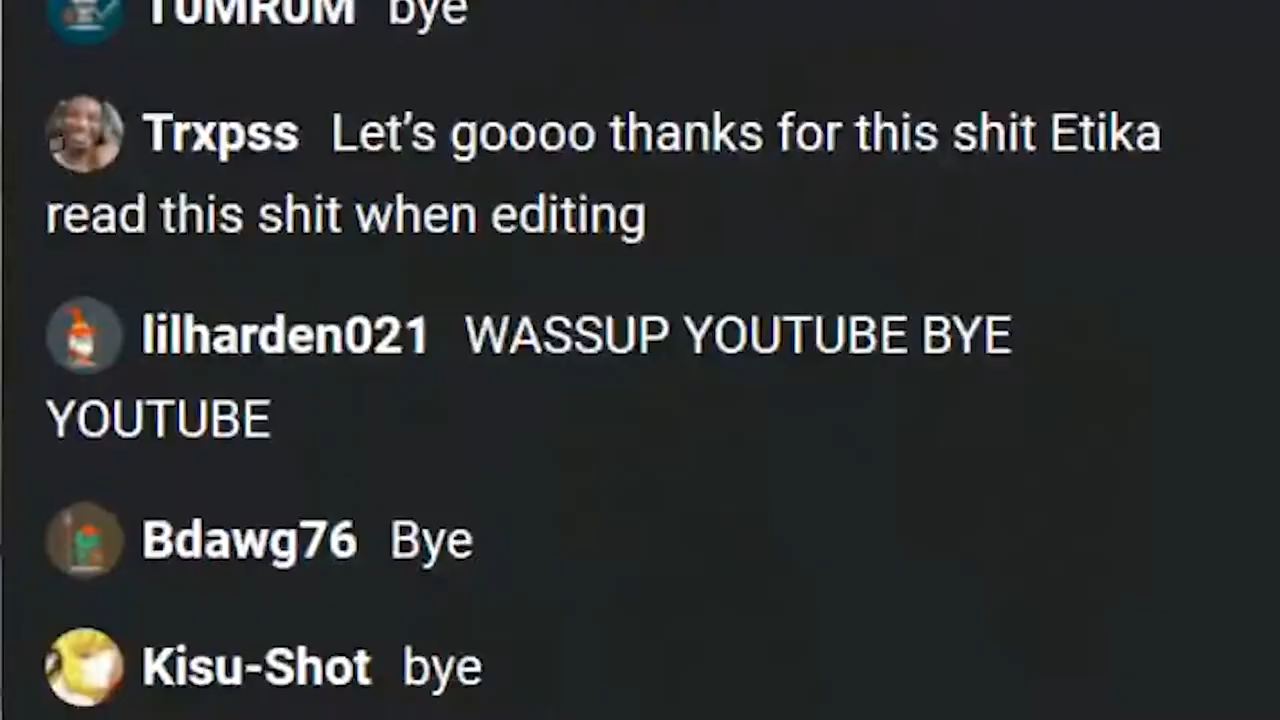 TUMRUM bye
Trxpss Let's goooo thanks for this shit Etika
read this shit when editing
lilharden021 WASSUP YOUTUBE BYE
YOUTUBE
Bdawg76 Bye
Kisu-Shot bye